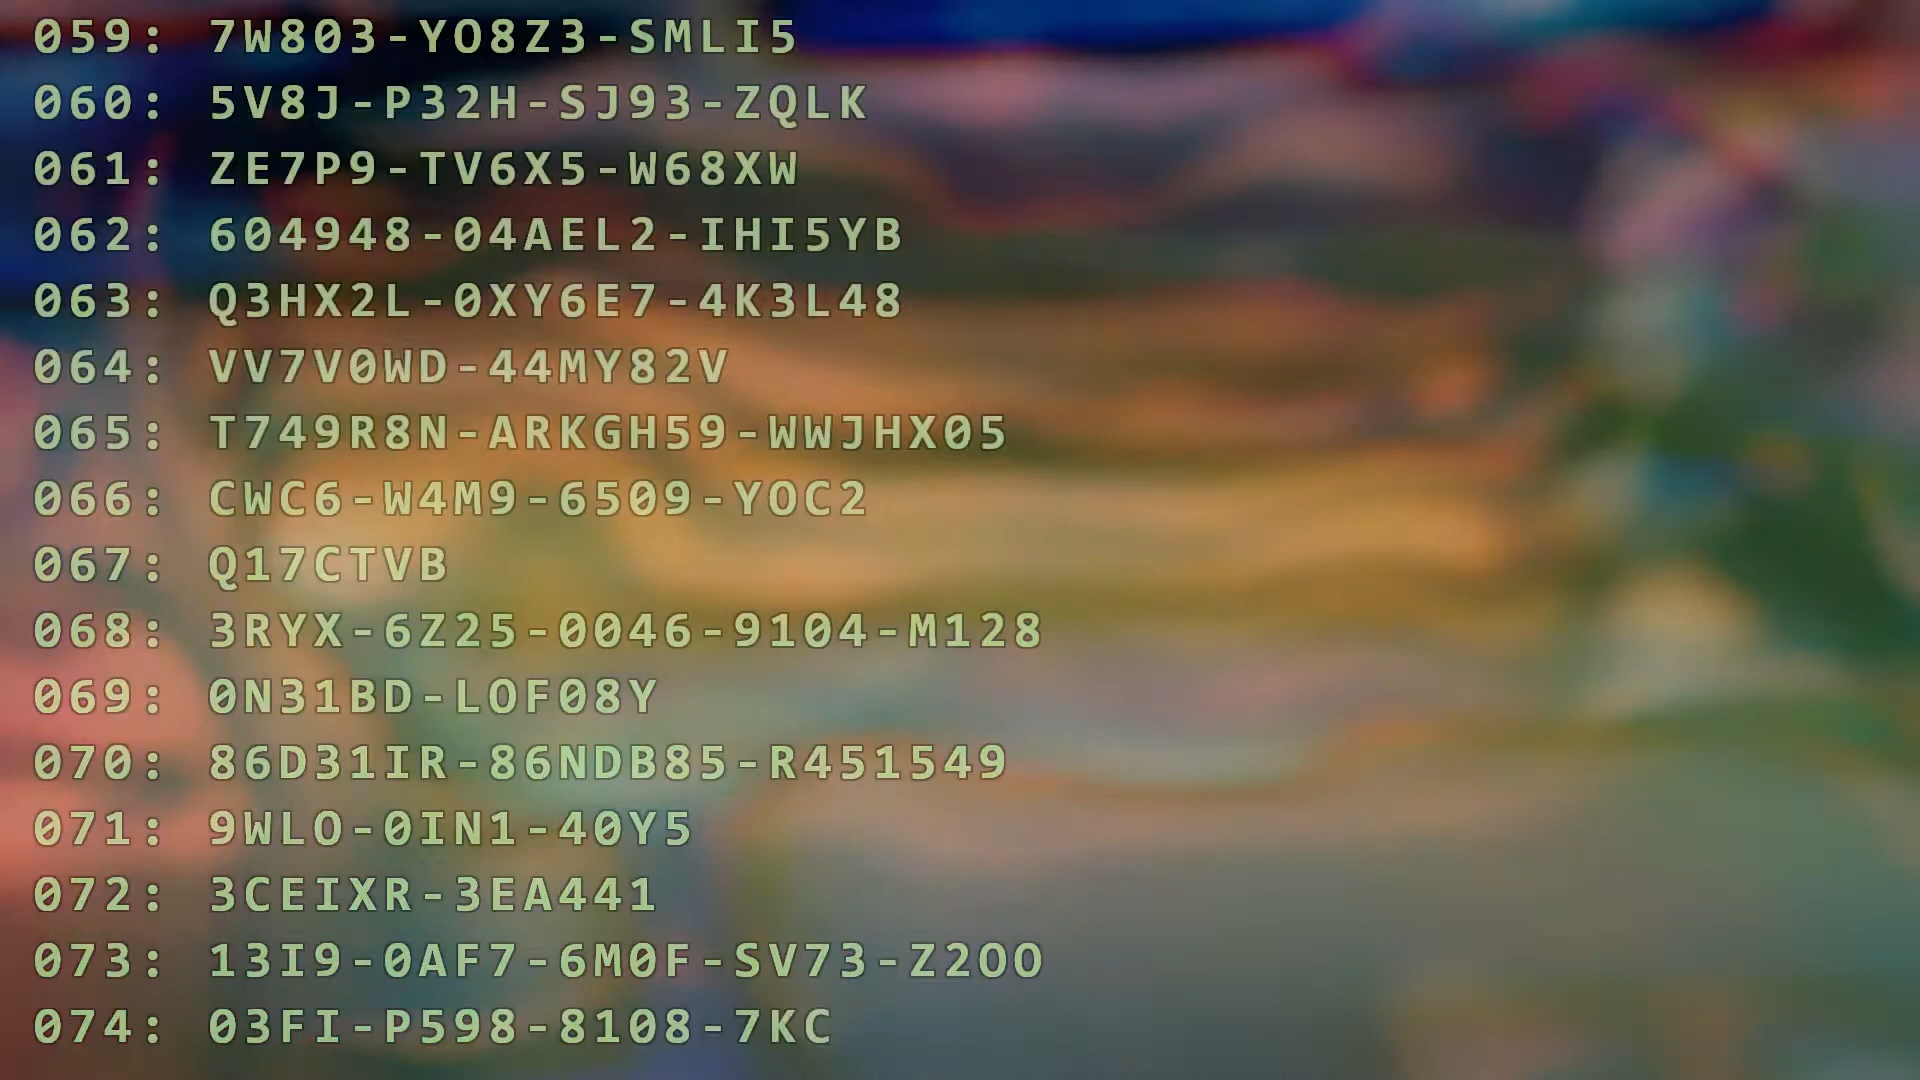 059: 7W803-YO8Z3-SMLI5
060: 5V8J-P32H-SJ93-ZQLK
061: ZE7P9-TV6X5-W68XW
062: 604948-04AEL2-IHI5YB
063: Q3HX2L-0XY6E7-4K3L48
064: VV7V0WD-44MY82V
065: T749R8N-ARKGH59-WWJHX05
066: CWC6-W4M9-6509-YOC2
067: Q17CTVB
068: 3RYX-6Z25-0046-9104-M128
069: 0N31BD-LOF08Y
070: 86D31IR-86NDB85-R451549
071: 9WLO-0IN1-40Y5
072: 3CEIXR-3EA441
073: 13I9-0AF7-6M0F-SV73-Z2OO
074: 03FI-P598-8108-7KC